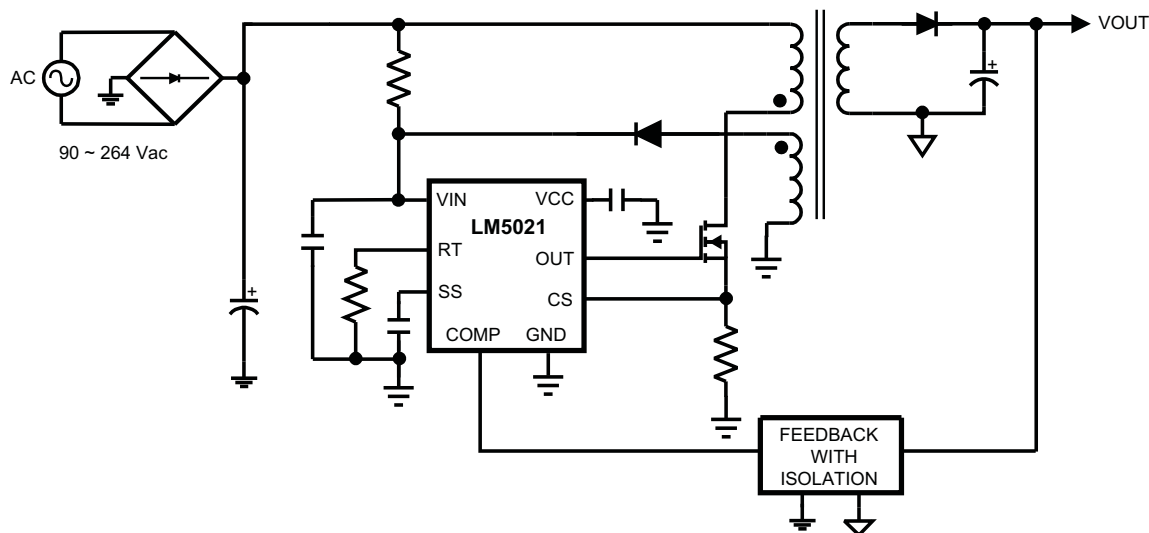 AC
90 ~ 264 Vac
VOUT
+
+
VIN
VCC
LM5021
RT
OUT
SS
CS
COMP
GND
FEEDBACK
WITH
ISOLATION